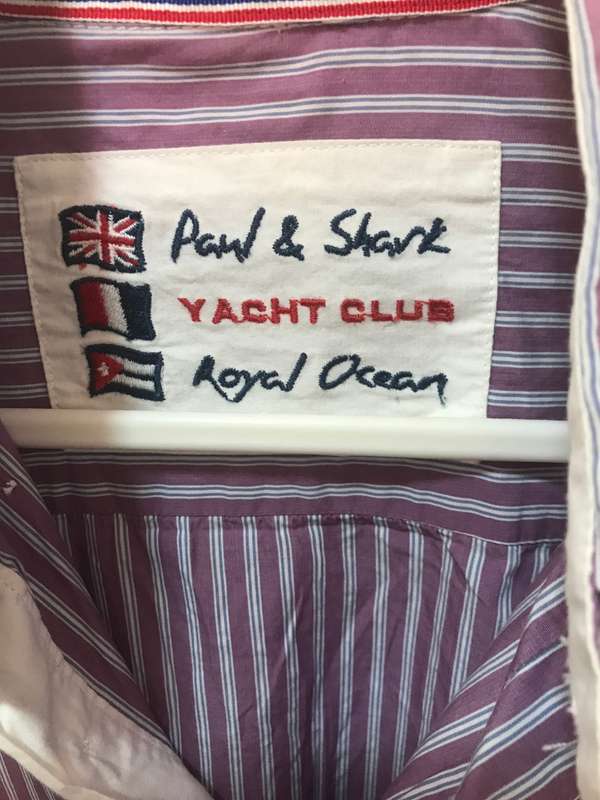 Paul & Shark
YACHT CLUB
Royal Ocean